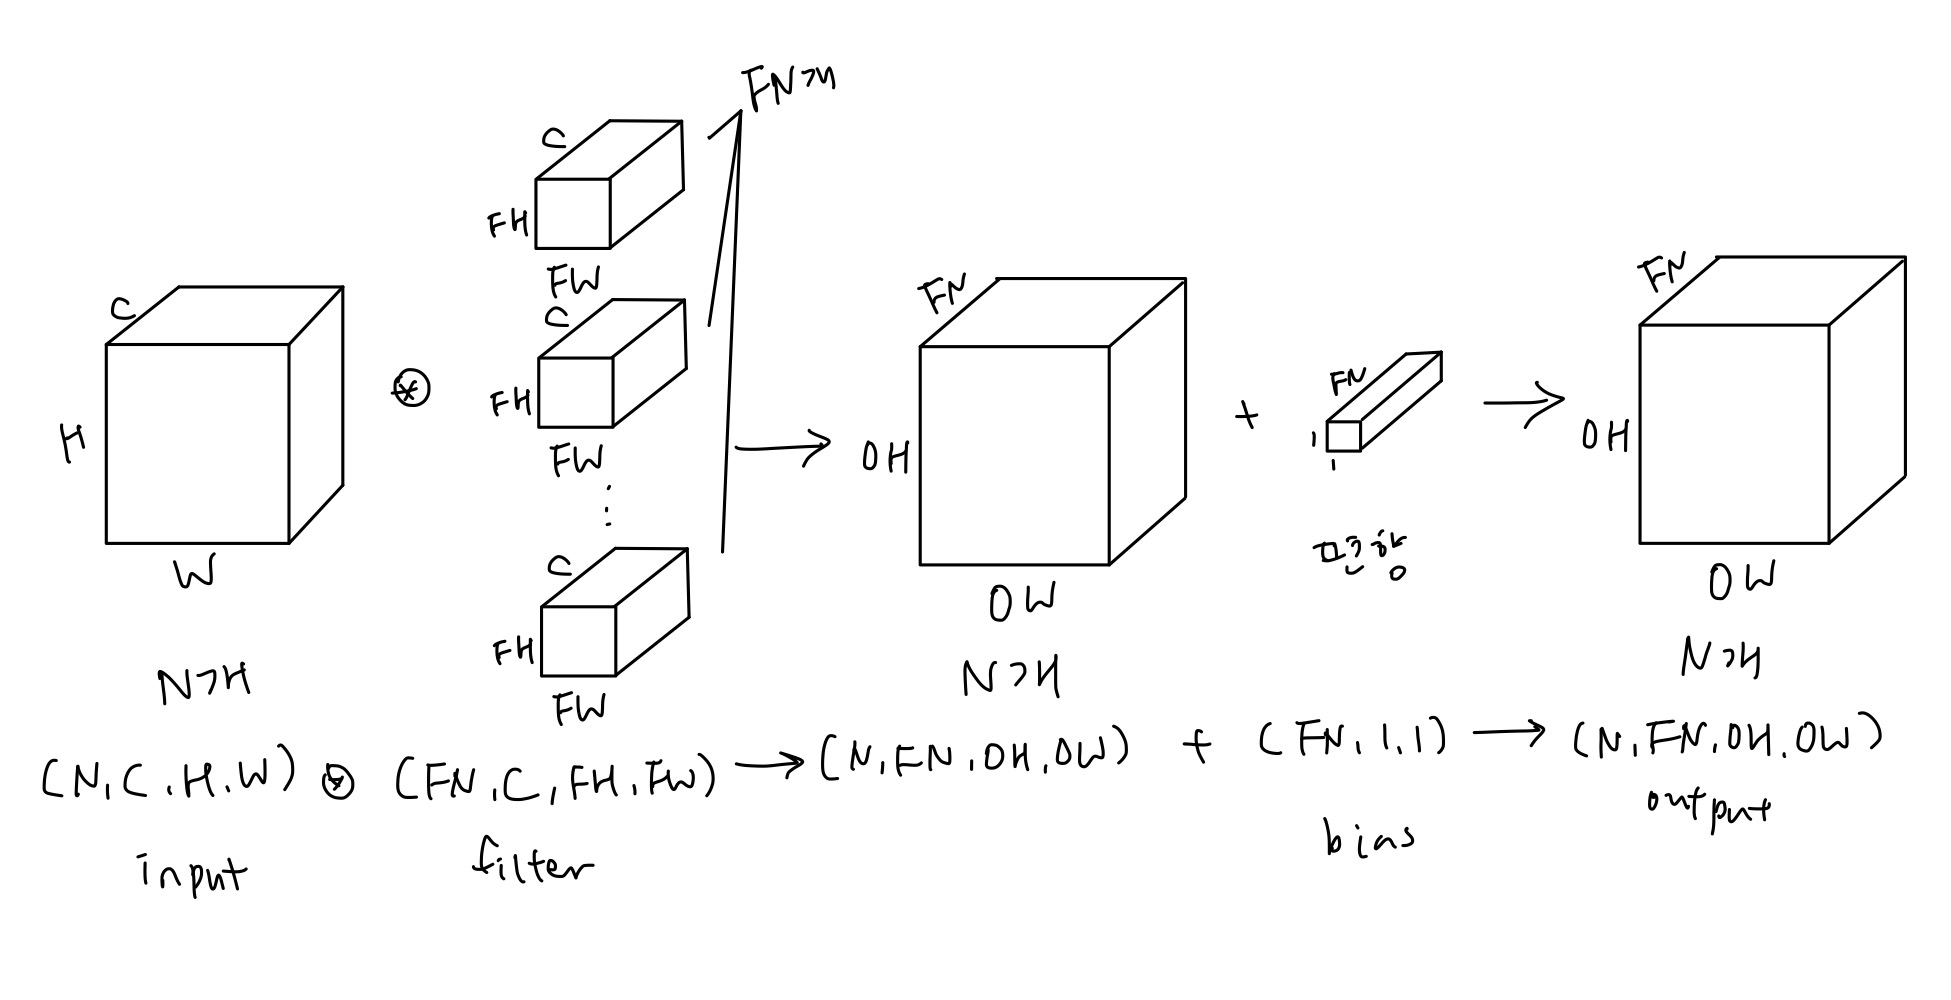 FN개
C
FH
FW
C
H
W
⊛
C
FH
FW
⋮
C
FH
FW
→
FN
OH
OW
+
FN
1
1
편향
→
FN
OH
OW
N개
N개
N개
(N, C, H, W) ⊛ (FN, C, FH, FW) → (N, FN, OH, OW) + (FN, 1, 1) → (N, FN, OH, OW)
input filter bias output